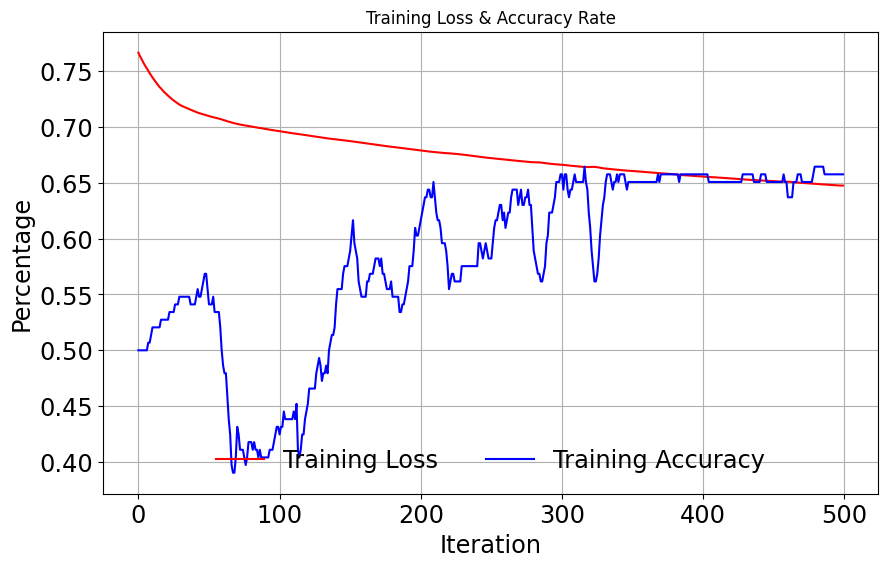 Training Loss & Accuracy Rate
0.75
0.70
0.65
0.60
0.55
0.50
0.45
0.40
Percentage
Training Loss Training Accuracy
0 100 200 300 400 500
Iteration